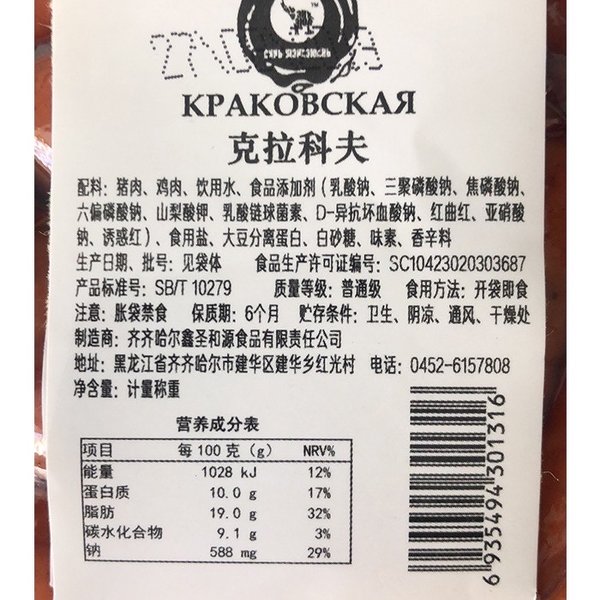 КРАКОВСКАЯ
克拉科夫
配料：猪肉、鸡肉、饮用水、食品添加剂（乳酸钠、三聚磷酸钠、焦磷酸钠、
六偏磷酸钠、山梨酸钾、乳酸链球菌素、D-异抗坏血酸钠、红曲红、亚硝酸
钠、诱惑红）、食用盐、大豆分离蛋白、白砂糖、味素、香辛料
生产日期、批号：见袋体 食品生产许可证编号：SC10423020303687
产品标准号：SB/T 10279 质量等级：普通级 食用方法：开袋即食
注意：胀袋禁食 保质期：6个月 贮存条件：卫生、阴凉、通风、干燥处
制造商：齐齐哈尔鑫圣和源食品有限责任公司
地址：黑龙江省齐齐哈尔市建华区建华乡红光村 电话：0452-6157808
净含量：计量称重
营养成分表
项目 每100克（g） NRV%
能量 1028 kJ 12%
蛋白质 10.0 g 17%
脂肪 19.0 g 32%
碳水化合物 9.1 g 3%
钠 588 mg 29%
6 935494 301316